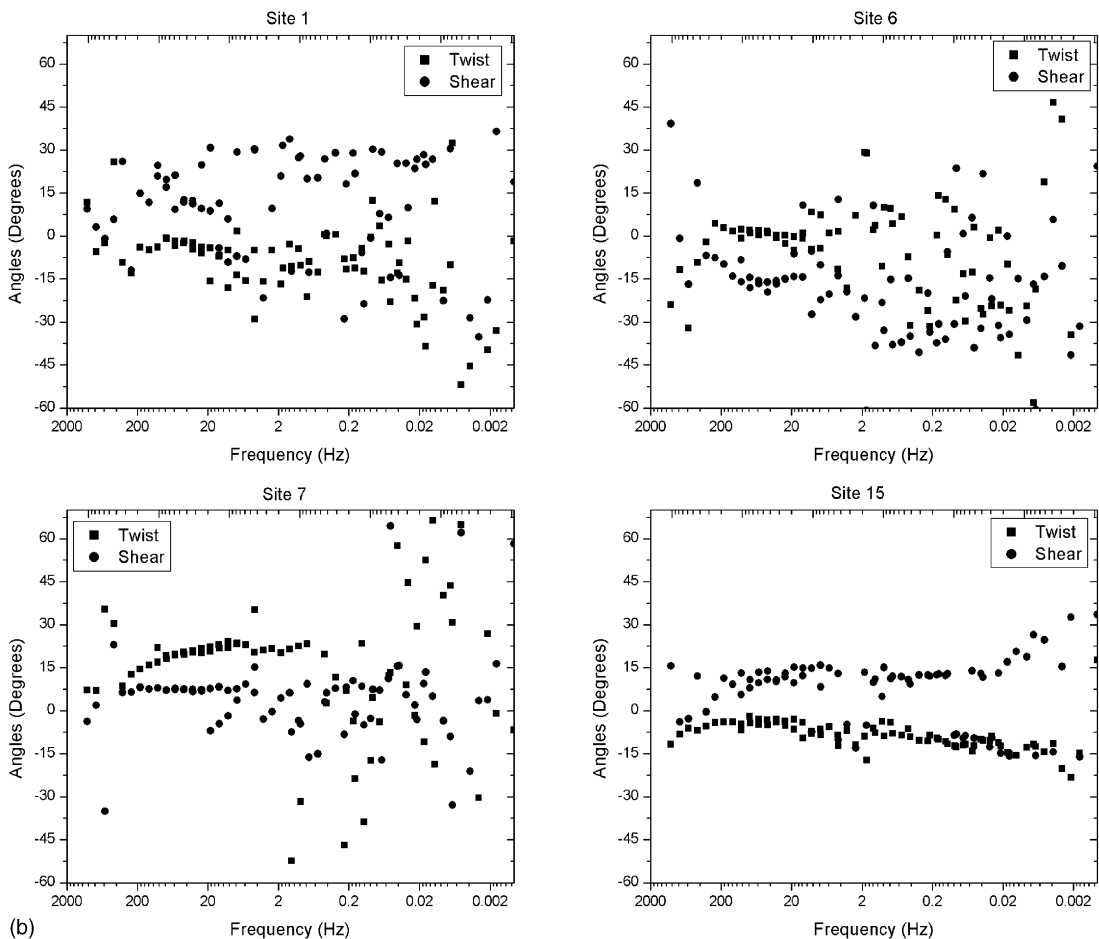 Site 1
Twist
Shear
60
45
30
15
0
-15
-30
-45
-60
Angles (Degrees)
2000 200 20 2 0.2 0.02 0.002
Frequency (Hz)
Site 6
Twist
Shear
60
45
30
15
0
-15
-30
-45
-60
Angles (Degrees)
2000 200 20 2 0.2 0.02 0.002
Frequency (Hz)
Site 7
Twist
Shear
60
45
30
15
0
-15
-30
-45
-60
Angles (Degrees)
2000 200 20 2 0.2 0.02 0.002
Frequency (Hz)
Site 15
Twist
Shear
60
45
30
15
0
-15
-30
-45
-60
Angles (Degrees)
2000 200 20 2 0.2 0.02 0.002
Frequency (Hz)
(b)